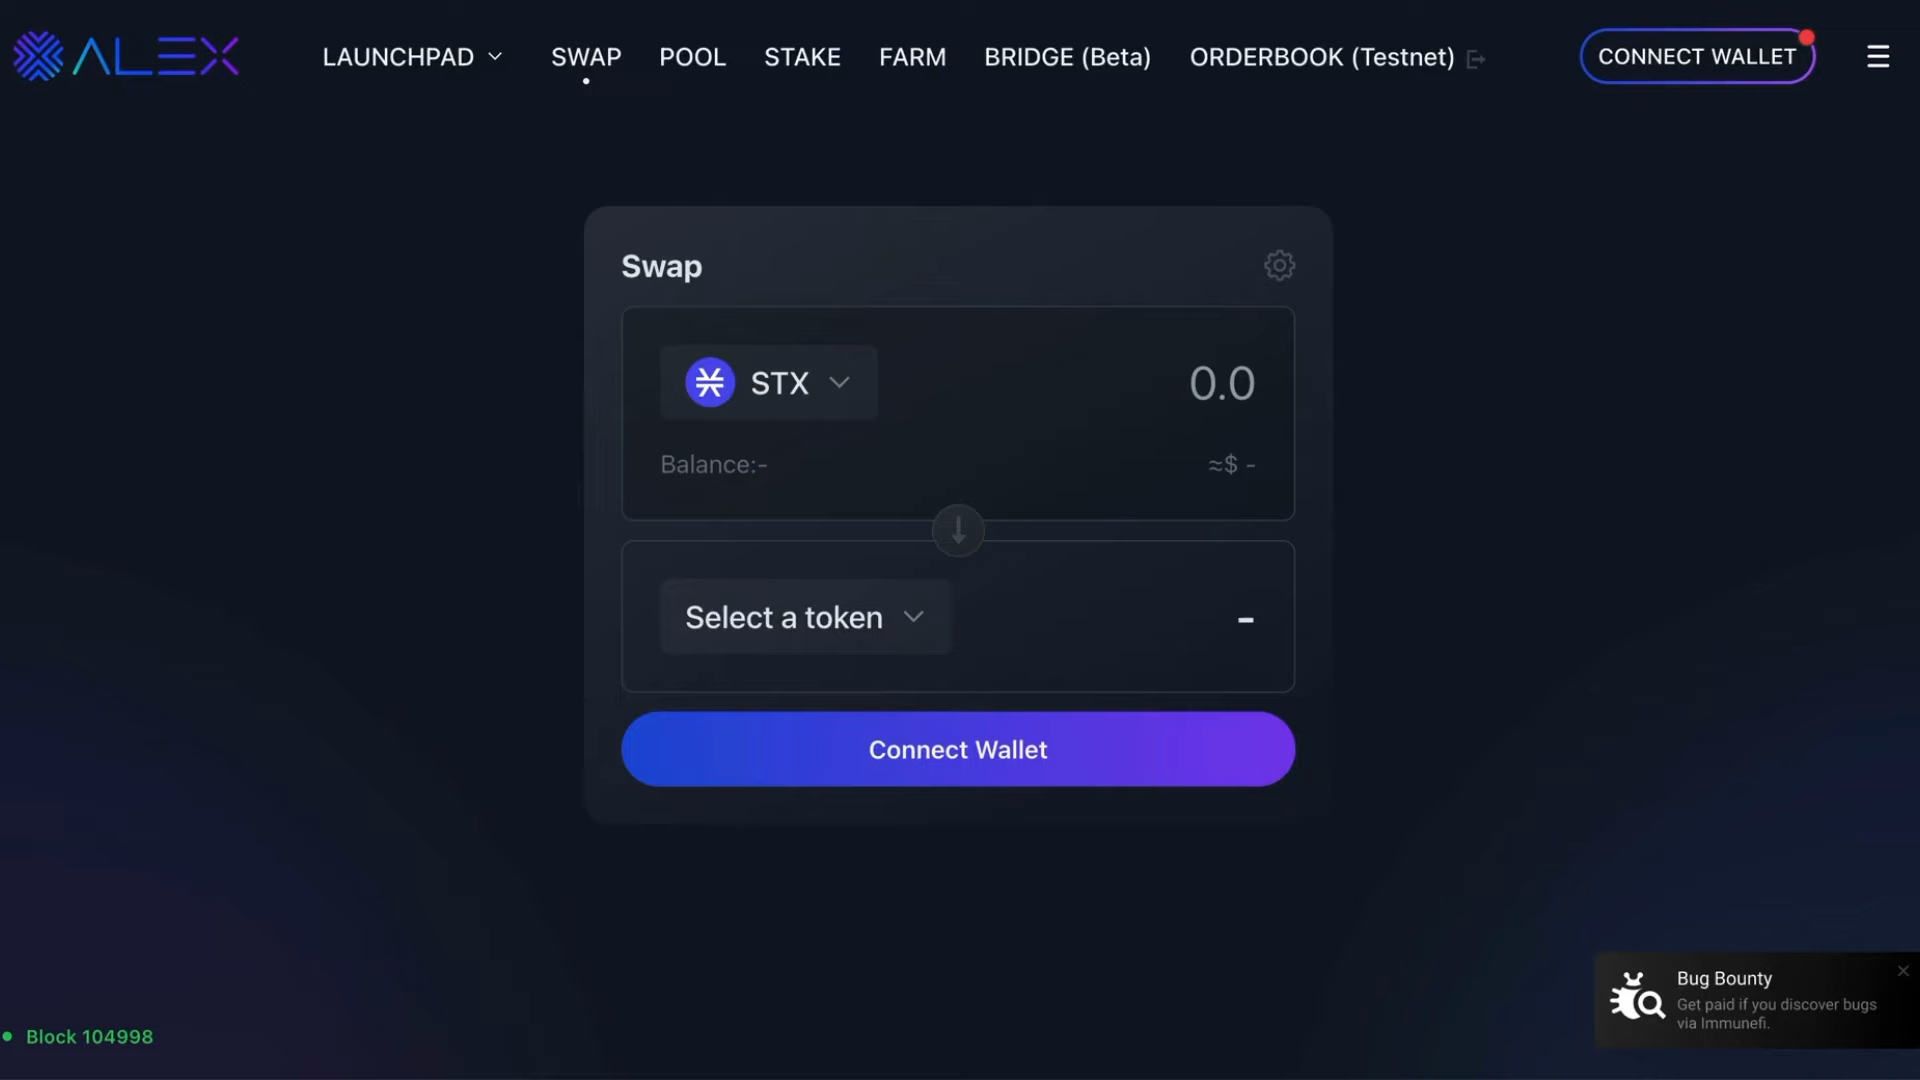 ALEX
LAUNCHPAD
SWAP
POOL
STAKE
FARM
BRIDGE (Beta)
ORDERBOOK (Testnet)
CONNECT WALLET
Swap
STX
0.0
Balance:-
≈$ -
Select a token
-
Connect Wallet
Bug Bounty
Get paid if you discover bugs
via Immunefi.
Block 104998